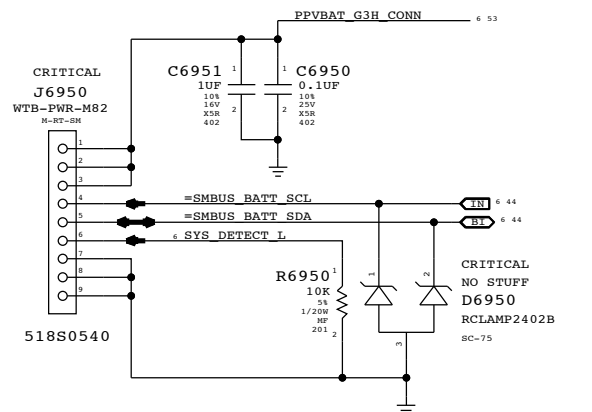 PPVBAT_G3H_CONN
6 53
CRITICAL
J6950
WTB-PWR-M82
M-RT-SM
C6951
1UF
10%
16V
X5R
402
1
2
C6950
0.1UF
10%
25V
X5R
402
1
2
1
2
3
4
5
6
7
8
9
518S0540
=SMBUS_BATT_SCL
IN
6 44
=SMBUS_BATT_SDA
BI
6 44
6 SYS_DETECT_L
R6950
10K
5%
1/20W
MF
201
1
2
1
2
3
CRITICAL
NO STUFF
D6950
RCLAMP2402B
SC-75